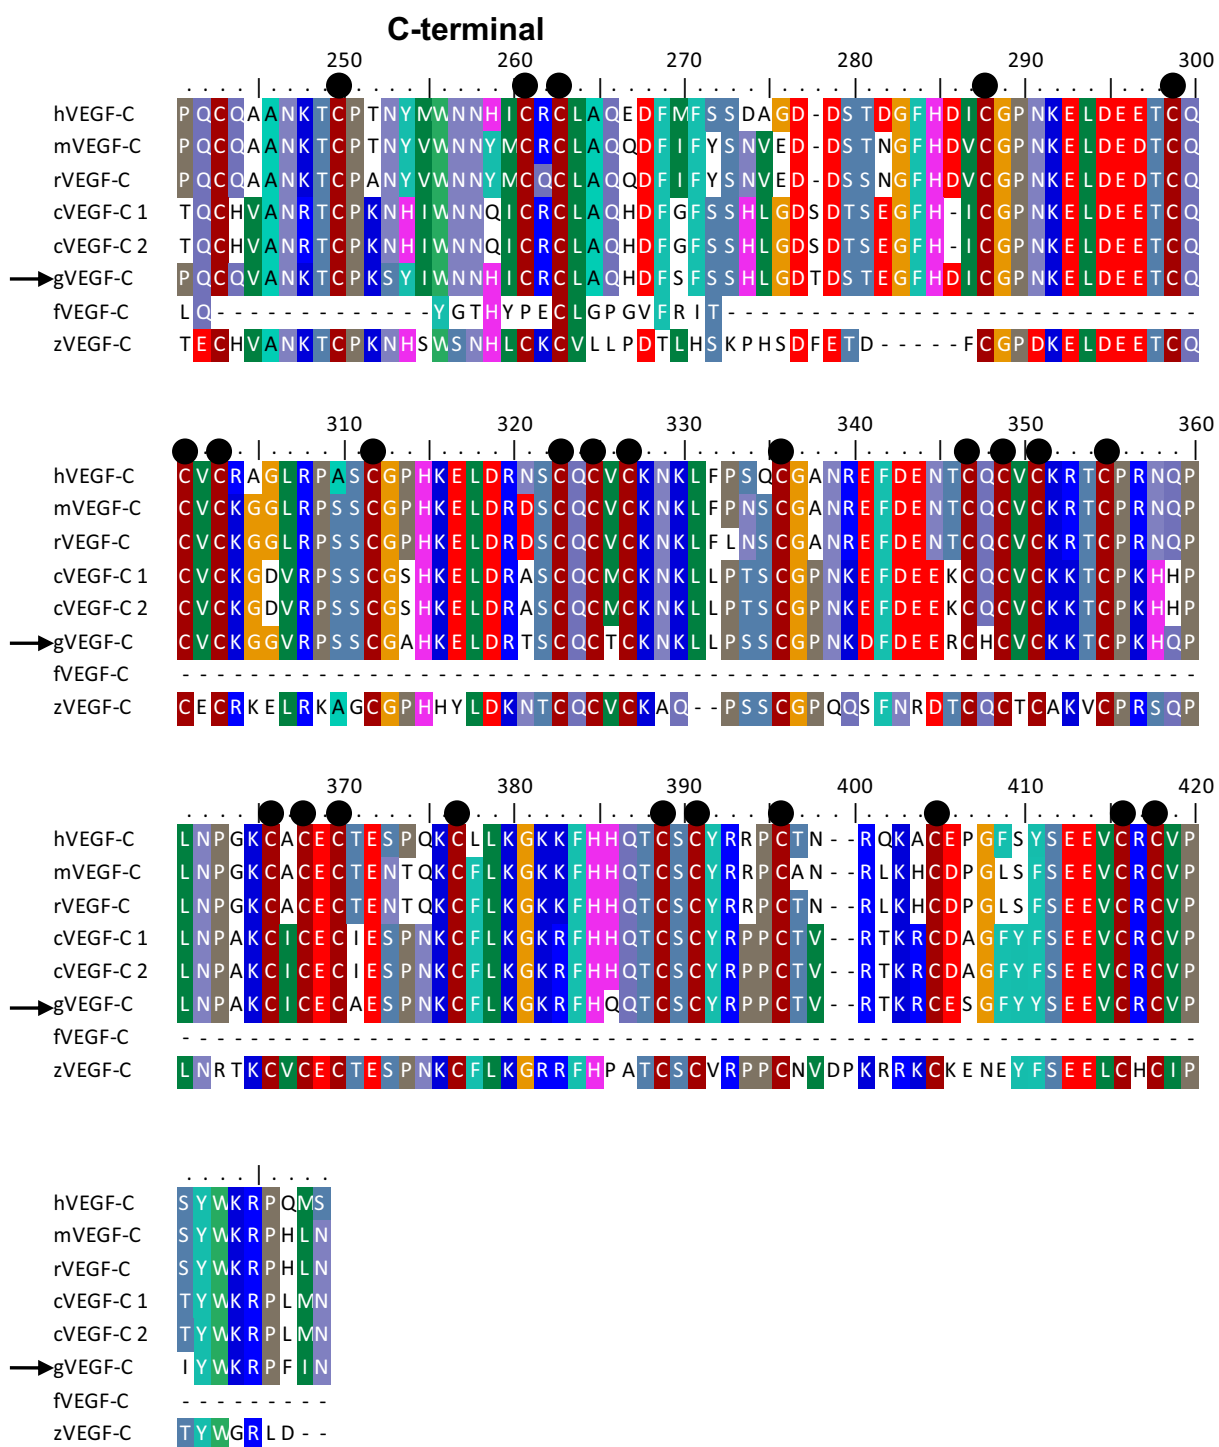 C-terminal
250 260 270 280 290 300
hVEGF-C PQCQAANKTCPTNYMWNNHICRCLAQEDFMFSSDAGD-DSTDGFHDICGPNKELDEETCQ
mVEGF-C PQCQAANKTCPTNYVWNNYMCRCLAQQDFIFYSNVED-DSTNGFHDVCGPNKELDEDTCQ
rVEGF-C PQCQAANKTCPANYVWNNYMCQCLAQQDFIFYSNVED-DSSNGFHDVCGPNKELDEDTCQ
cVEGF-C 1 TQCHVANRTCPKNHIWNNQICRCLAQHDFGFSSHLGDSDTSEGFH-ICGPNKELDEETCQ
cVEGF-C 2 TQCHVANRTCPKNHIWNNQICRCLAQHDFGFSSHLGDSDTSEGFH-ICGPNKELDEETCQ
gVEGF-C PQCQVANKTCPKSYIWNNHICRCLAQHDFSFSSHLGDTDSTEGFHDICGPNKELDEETCQ
fVEGF-C LQ-------------YGTHYPECLGPGVFRIT----------------------------
zVEGF-C TECHVANKTCPKNHSWSNHLCKCVLLPDTLHSKPHSDFETD-----FCGPDKELDEETCQ
310 320 330 340 350 360
hVEGF-C CVCRAGLRPASCGPHKELDRNSCQCVCKNKLFPSQCGANREFDENTCQCVCKRTCPRNQP
mVEGF-C CVCKGGLRPSSCGPHKELDRDSCQCVCKNKLFPNSCGANREFDENTCQCVCKRTCPRNQP
rVEGF-C CVCKGGLRPSSCGPHKELDRDSCQCVCKNKLFLNSCGANREFDENTCQCVCKRTCPRNQP
cVEGF-C 1 CVCKGDVRPSSCGSHKELDRASCQCMCKNKLLPTSCGPNKEFDEEKCQCVCKKTCPKHHP
cVEGF-C 2 CVCKGDVRPSSCGSHKELDRASCQCMCKNKLLPTSCGPNKEFDEEKCQCVCKKTCPKHHP
gVEGF-C CVCKGGVRPSSCGAHKELDRTSCQCTCKNKLLPSSCGPNKDFDEERCHCVCKKTCPKHQP
fVEGF-C ------------------------------------------------------------
zVEGF-C CECRKELRKAGCGPHHYLDKNTCQCVCKAQ--PSSCGPQQSFNRDTCQCTCAKVCPRSQP
370 380 390 400 410 420
hVEGF-C LNPGKCACECTESPQKCLLKGKKFHHQTCSCYRRPCTN--RQKACEPGFSYSEEVCRCVP
mVEGF-C LNPGKCACECTENTQKCFLKGKKFHHQTCSCYRRPCAN--RLKHCDPGLSFSEEVCRCVP
rVEGF-C LNPGKCACECTENTQKCFLKGKKFHHQTCSCYRRPCTN--RLKHCDPGLSFSEEVCRCVP
cVEGF-C 1 LNPAKCICECIESPNKCFLKGKRFHHQTCSCYRPPCTV--RTKRCDAGFYFSEEVCRCVP
cVEGF-C 2 LNPAKCICECIESPNKCFLKGKRFHHQTCSCYRPPCTV--RTKRCDAGFYFSEEVCRCVP
gVEGF-C LNPAKCICECAESPNKCFLKGKRFHQQTCSCYRPPCTV--RTKRCESGFYYSEEVCRCVP
fVEGF-C ------------------------------------------------------------
zVEGF-C LNRTKCVCECTESPNKCFLKGRRFHPATCSCVRPPCNVDPKRRKCKENEYFSEELCHCIP
hVEGF-C SYWKRPQMS
mVEGF-C SYWKRPHLN
rVEGF-C SYWKRPHLN
cVEGF-C 1 TYWKRPLMN
cVEGF-C 2 TYWKRPLMN
gVEGF-C IYWKRPFIN
fVEGF-C ---------
zVEGF-C TYWGRLD--